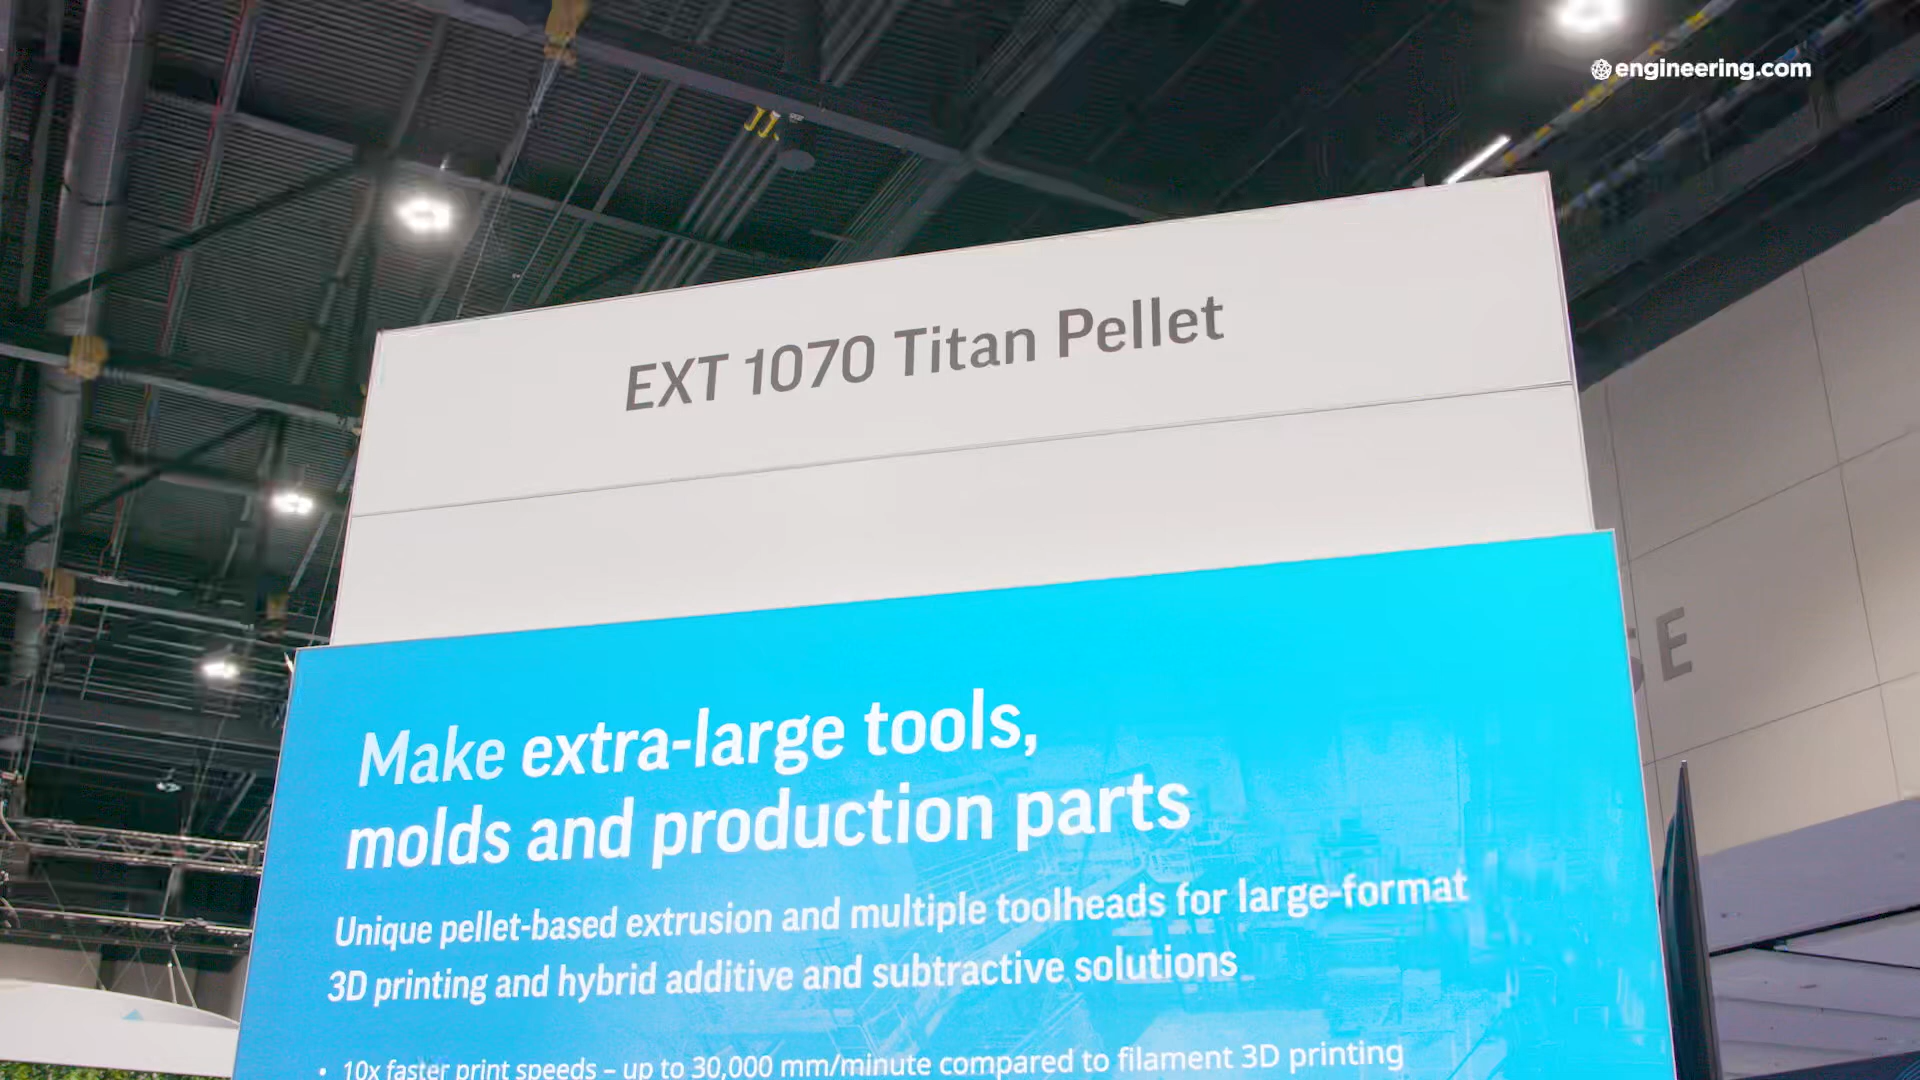 engineering.com
EXT 1070 Titan Pellet
SE
Make extra-large tools,
molds and production parts
Unique pellet-based extrusion and multiple toolheads for large-format
3D printing and hybrid additive and subtractive solutions
• 10x faster print speeds – up to 30,000 mm/minute compared to filament 3D printing